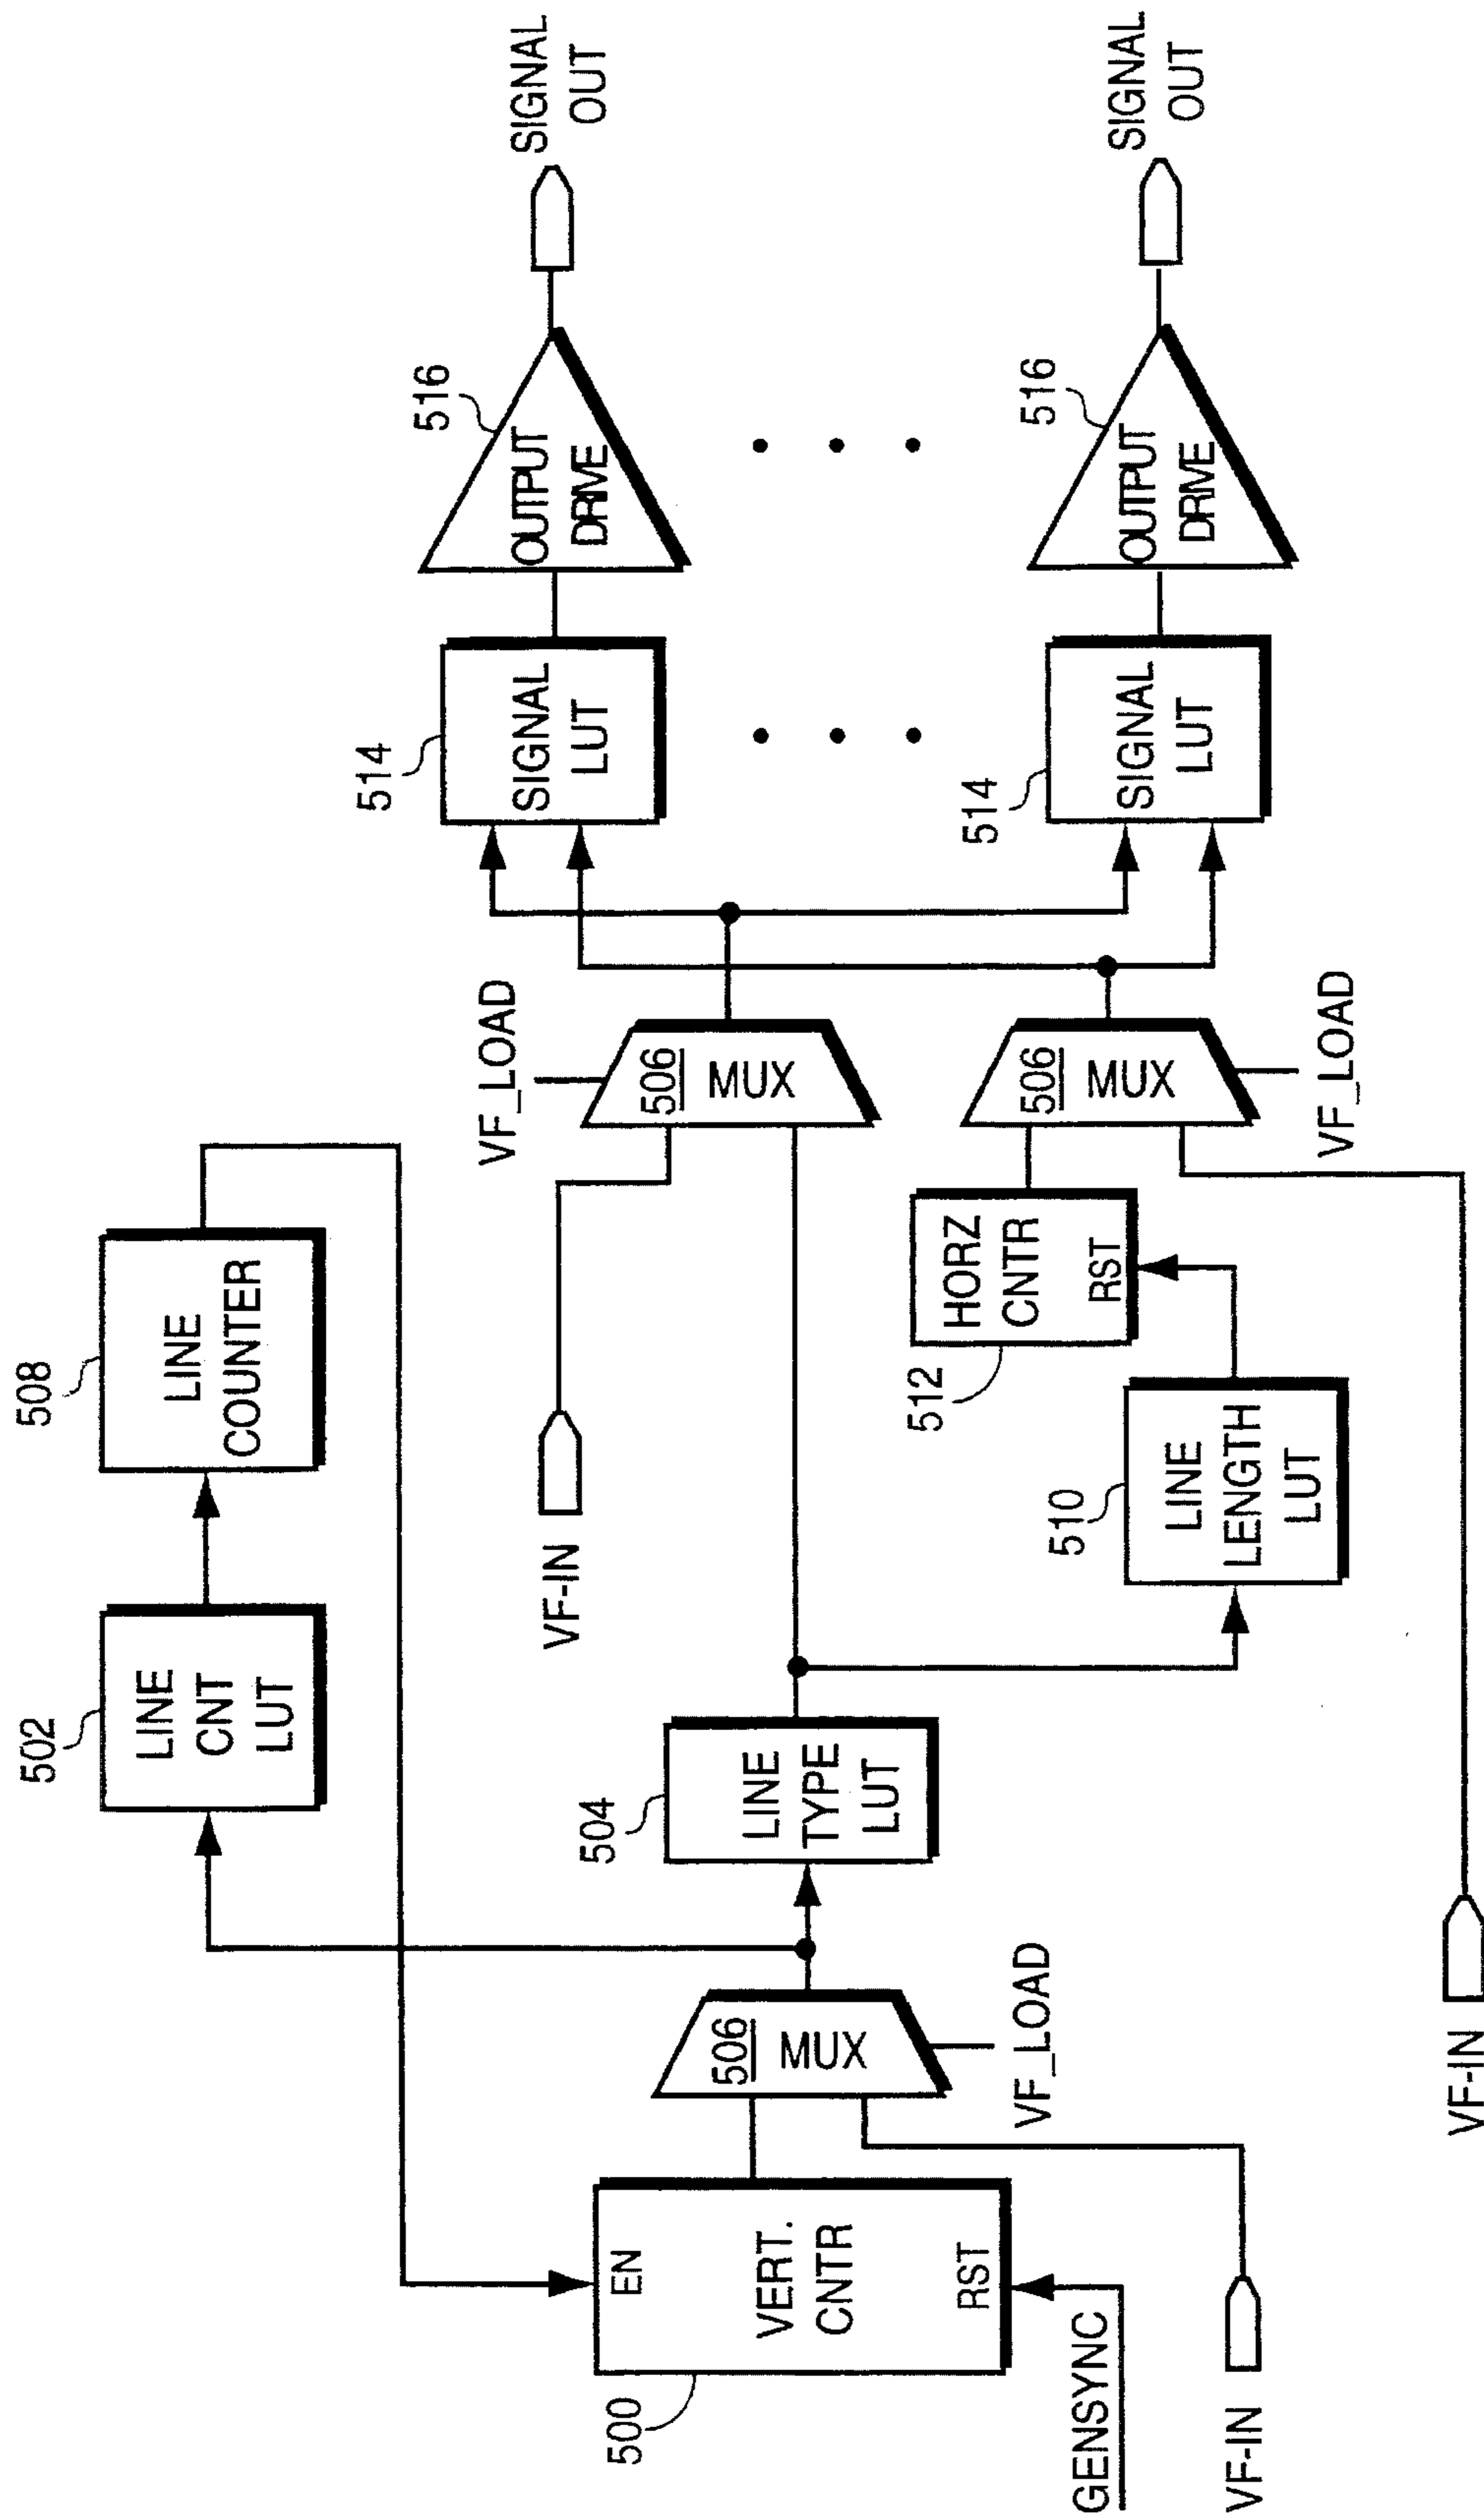 508
LINE
COUNTER
502
LINE
CNT
LUT
500
EN
VERT.
CNTR
RST
GENSYNC
VF-IN
506
MUX
VF_LOAD
504
LINE
TYPE
LUT
VF-IN
510
LINE
LENGTH
LUT
512
HORZ
CNTR
RST
VF-IN
VF_LOAD
506
MUX
506
MUX
VF_LOAD
514
SIGNAL
LUT
514
SIGNAL
LUT
516
OUTPUT
DRIVE
516
OUTPUT
DRIVE
SIGNAL
OUT
SIGNAL
OUT